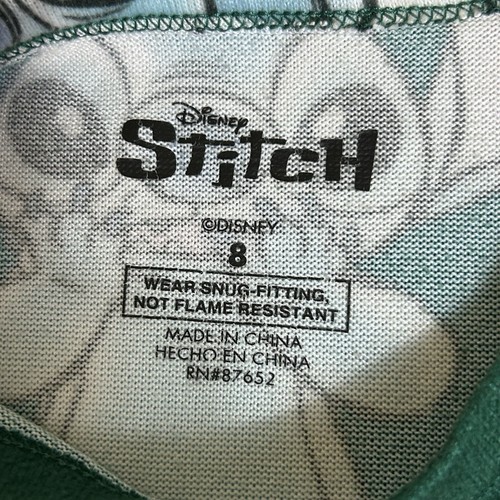 Disney
Stitch
©DISNEY
8
WEAR SNUG-FITTING,
NOT FLAME RESISTANT
MADE IN CHINA
HECHO EN CHINA
RN#87652